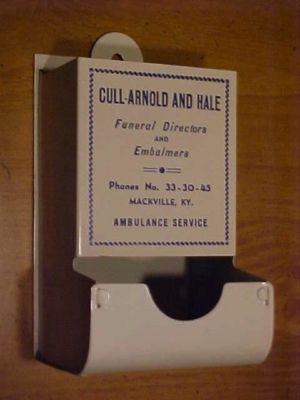 CULL-ARNOLD AND HALE
Funeral Directors
AND
Embalmers
Phones No. 33-30-45
MACKVILLE, KY.
AMBULANCE SERVICE